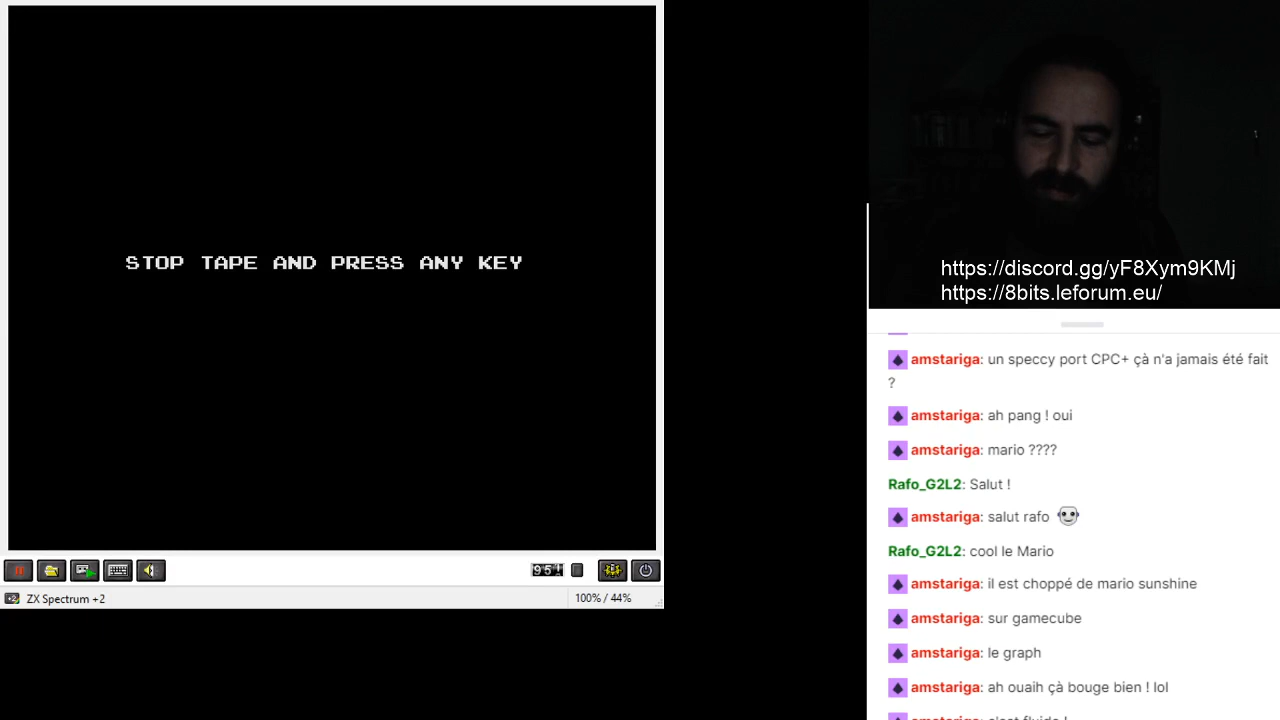 STOP TAPE AND PRESS ANY KEY
951
ZX Spectrum +2
100% / 44%
https://discord.gg/yF8Xym9KMj
https://8bits.leforum.eu/
amstariga: un speccy port CPC+ çà n'a jamais été fait
?
amstariga: ah pang ! oui
amstariga: mario ????
Rafo_G2L2: Salut !
amstariga: salut rafo
Rafo_G2L2: cool le Mario
amstariga: il est choppé de mario sunshine
amstariga: sur gamecube
amstariga: le graph
amstariga: ah ouaih çà bouge bien ! lol